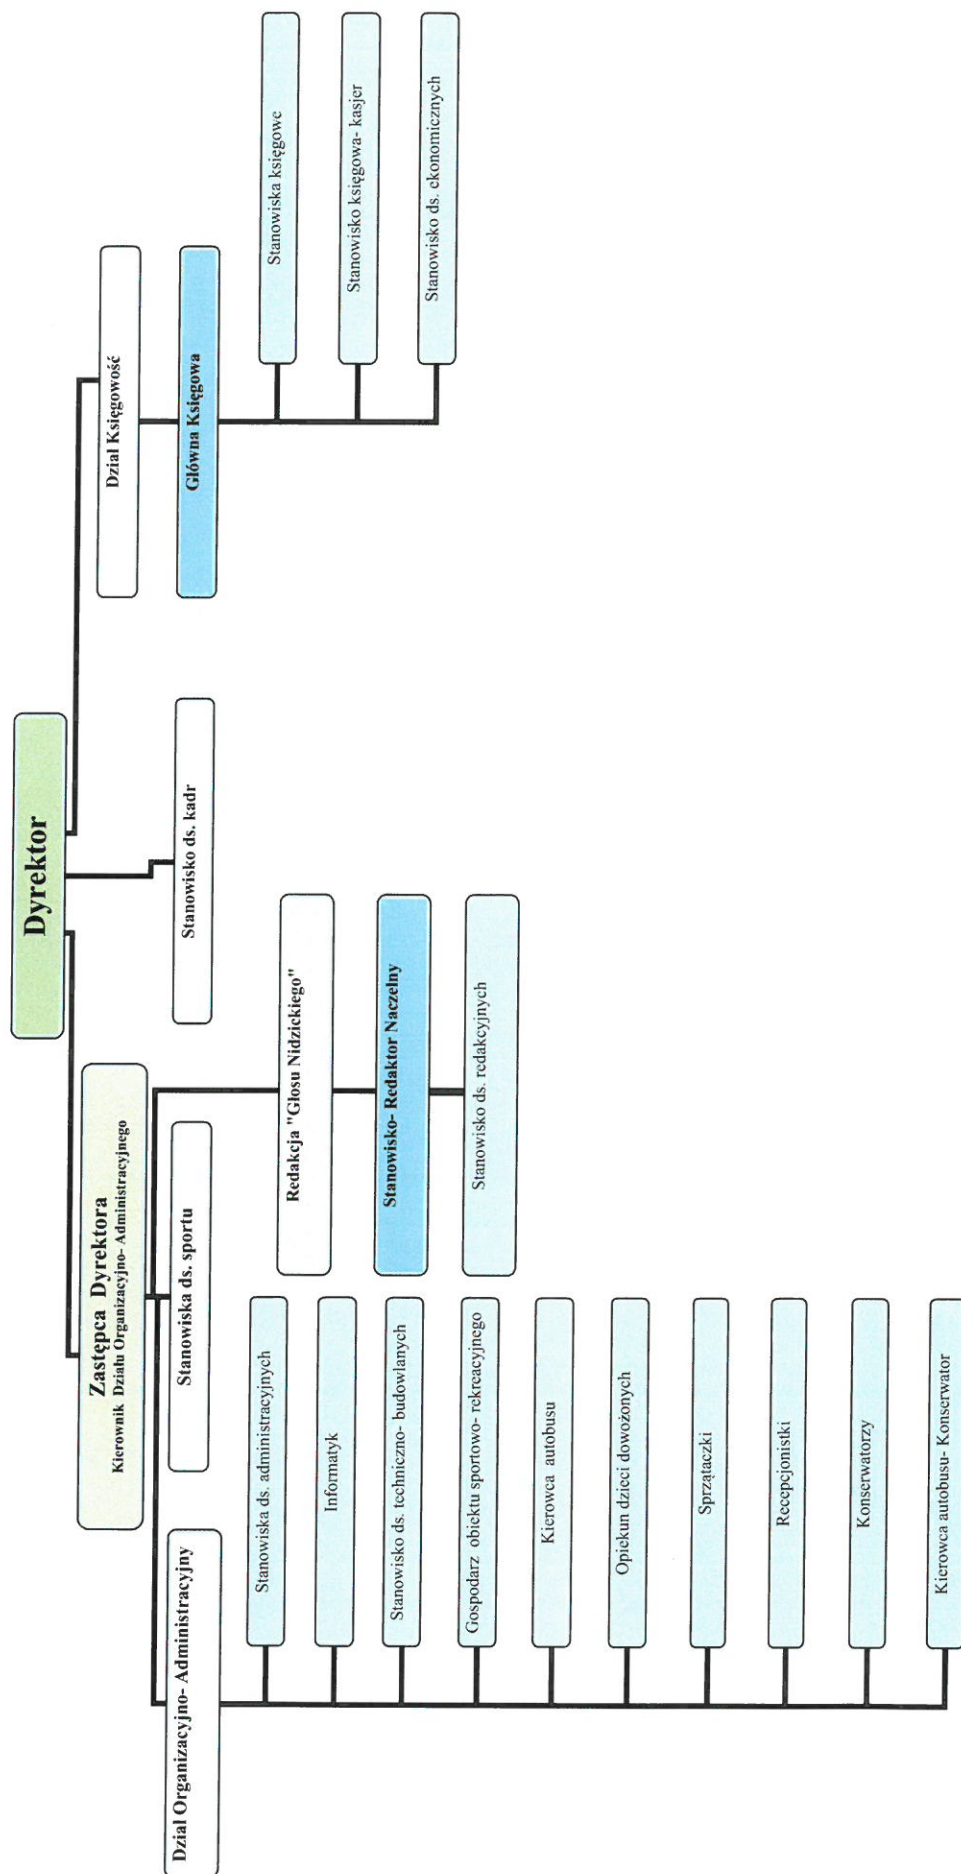 Dyrektor
Zastępca Dyrektora
Kierownik Działu Organizacyjno- Administracyjnego
Stanowisko ds. kadr
Dział Księgowość
Dział Organizacyjno- Administracyjny
Stanowiska ds. sportu
Redakcja "Głosu Nidzickiego"
Główna Księgowa
Stanowiska ds. administracyjnych
Informatyk
Stanowisko ds. techniczno- budowlanych
Gospodarz obiektu sportowo- rekreacyjnego
Kierowca autobusu
Opiekun dzieci dowożonych
Sprzątaczki
Recepcjonistki
Konserwatorzy
Kierowca autobusu- Konserwator
Stanowisko- Redaktor Naczelny
Stanowisko ds. redakcyjnych
Stanowiska księgowe
Stanowisko księgowa- kasjer
Stanowisko ds. ekonomicznych